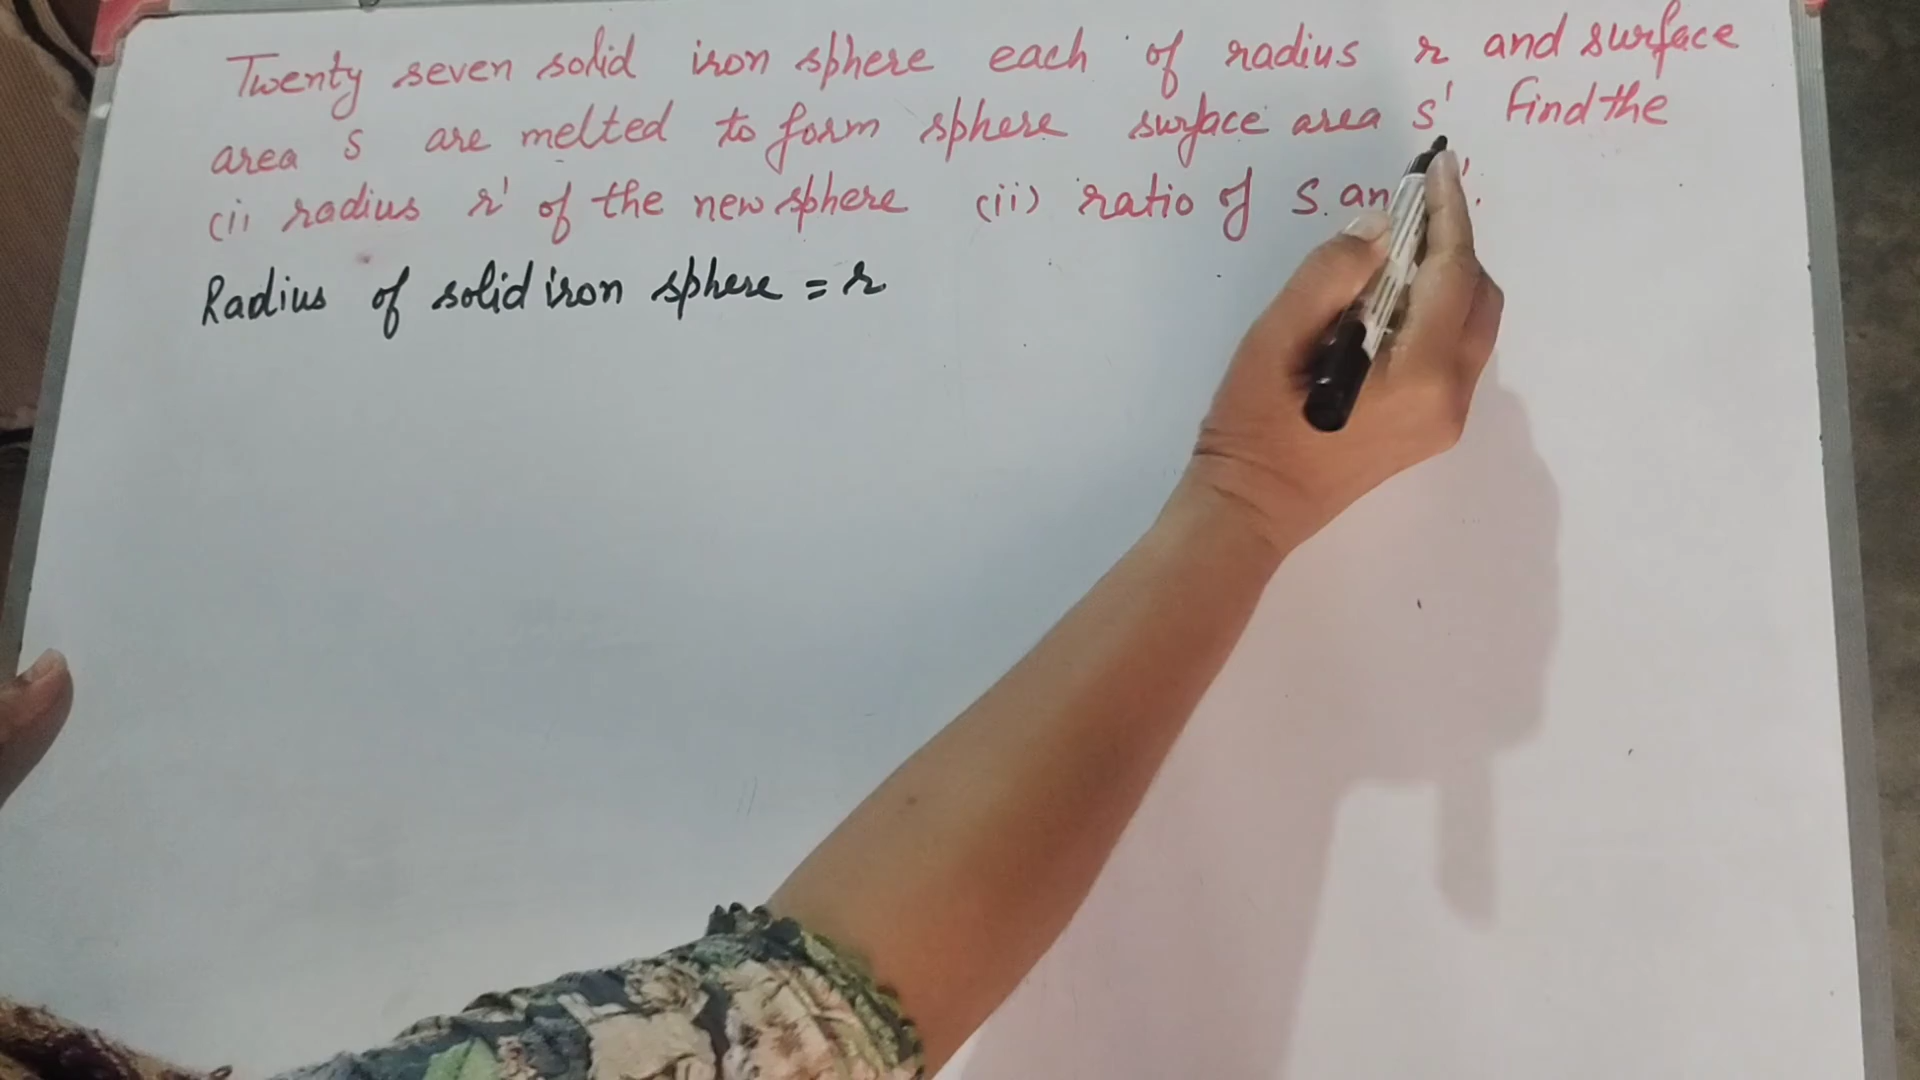 Twenty seven solid iron sphere each of radius r and surface
area s are melted to form sphere surface area s' Find the
(i) radius r' of the new sphere (ii) ratio of S an
Radius of solid iron sphere = r